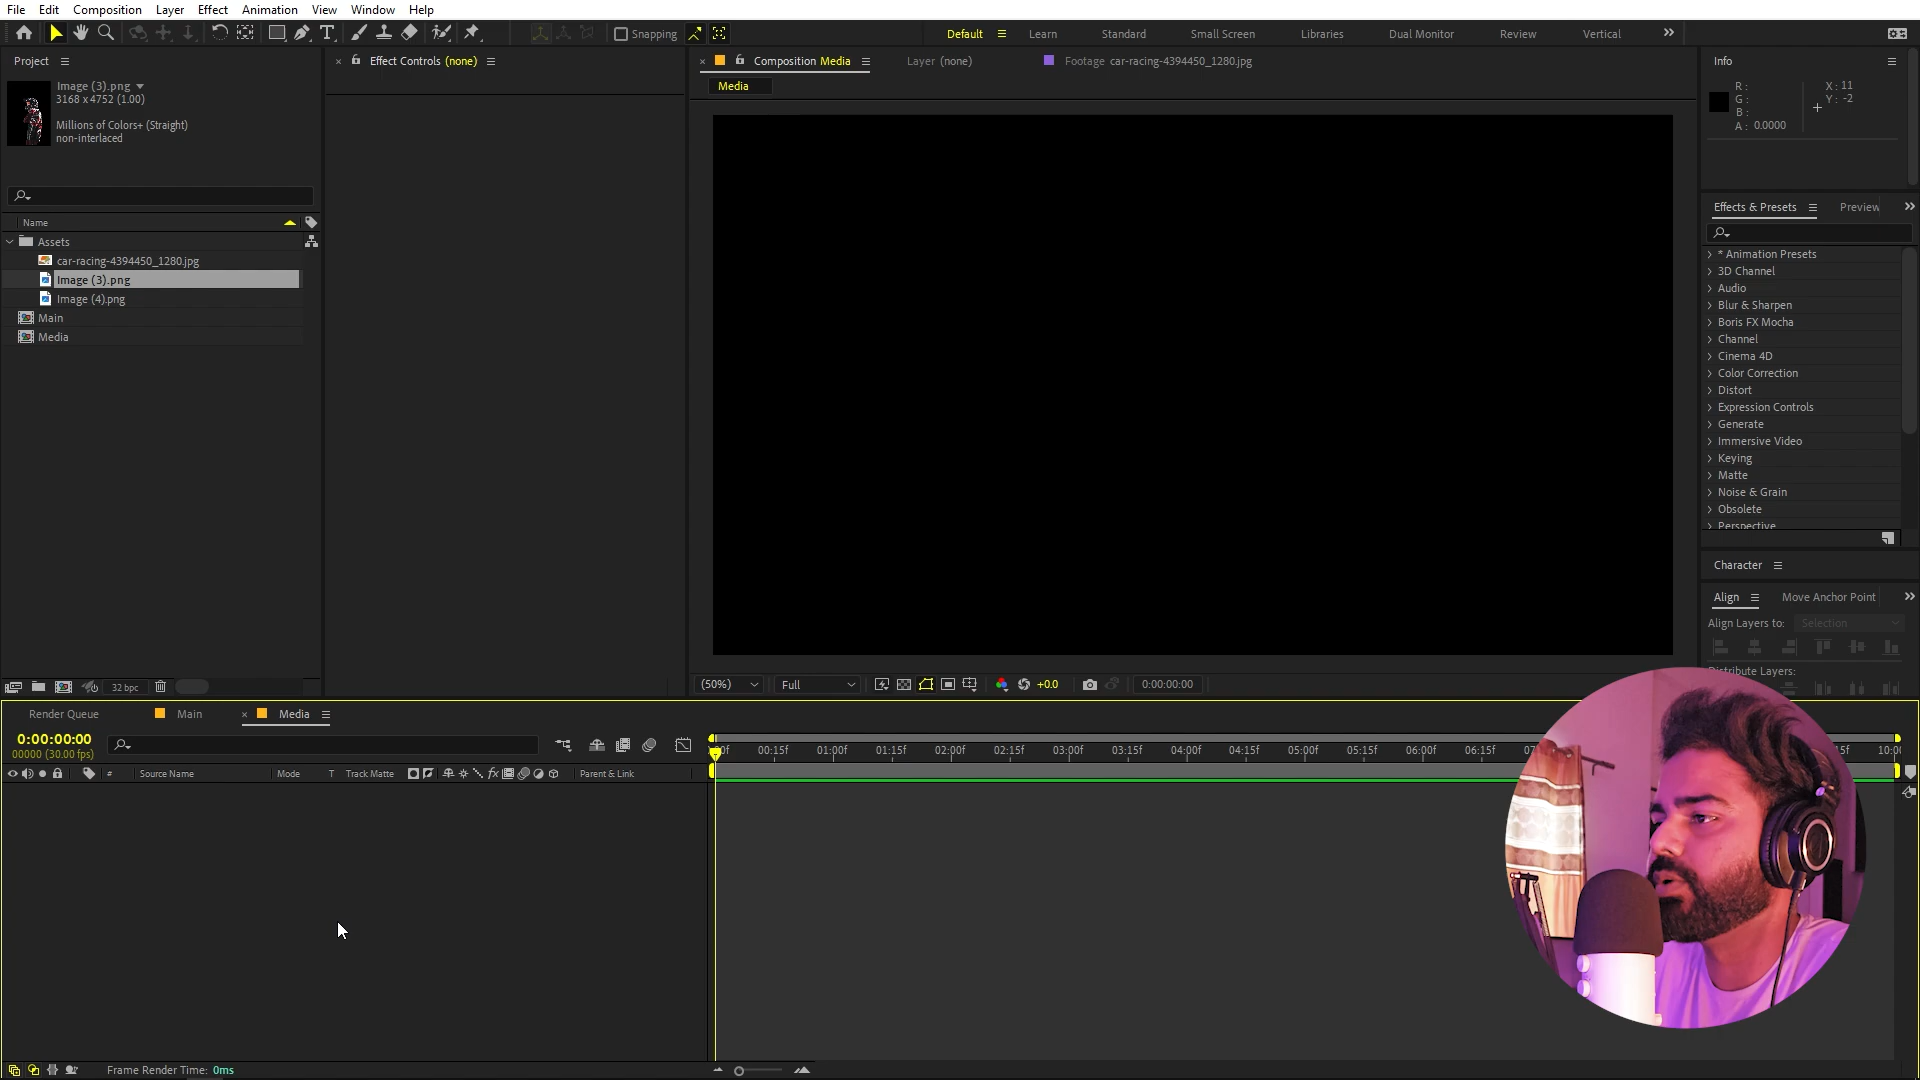 File Edit Composition Layer Effect Animation View Window Help
Snapping
Default Learn Standard Small Screen Libraries Dual Monitor Review Vertical
Project
Image (3).png
3168 x 4752 (1.00)
Millions of Colors+ (Straight)
non-interlaced
Name
Assets
car-racing-4394450_1280.jpg
Image (3).png
Image (4).png
Main
Media
32 bpc
Effect Controls (none)
Composition Media
Layer (none)
Footage car-racing-4394450_1280.jpg
Media
(50%)
Full
+0.0
0:00:00:00
Info
R:
G:
B:
A: 0.0000
X: 11
Y: -2
Effects & Presets
Preview
* Animation Presets
3D Channel
Audio
Blur & Sharpen
Boris FX Mocha
Channel
Cinema 4D
Color Correction
Distort
Expression Controls
Generate
Immersive Video
Keying
Matte
Noise & Grain
Obsolete
Perspective
Character
Align
Move Anchor Point
Align Layers to: Selection
Distribute Layers:
Render Queue
Main
Media
0:00:00:00
00000 (30.00 fps)
# Source Name Mode T Track Matte Parent & Link
00:15f 01:00f 01:15f 02:00f 02:15f 03:00f 03:15f 04:00f 04:15f 05:00f 05:15f 06:00f 06:15f
Frame Render Time: 0ms